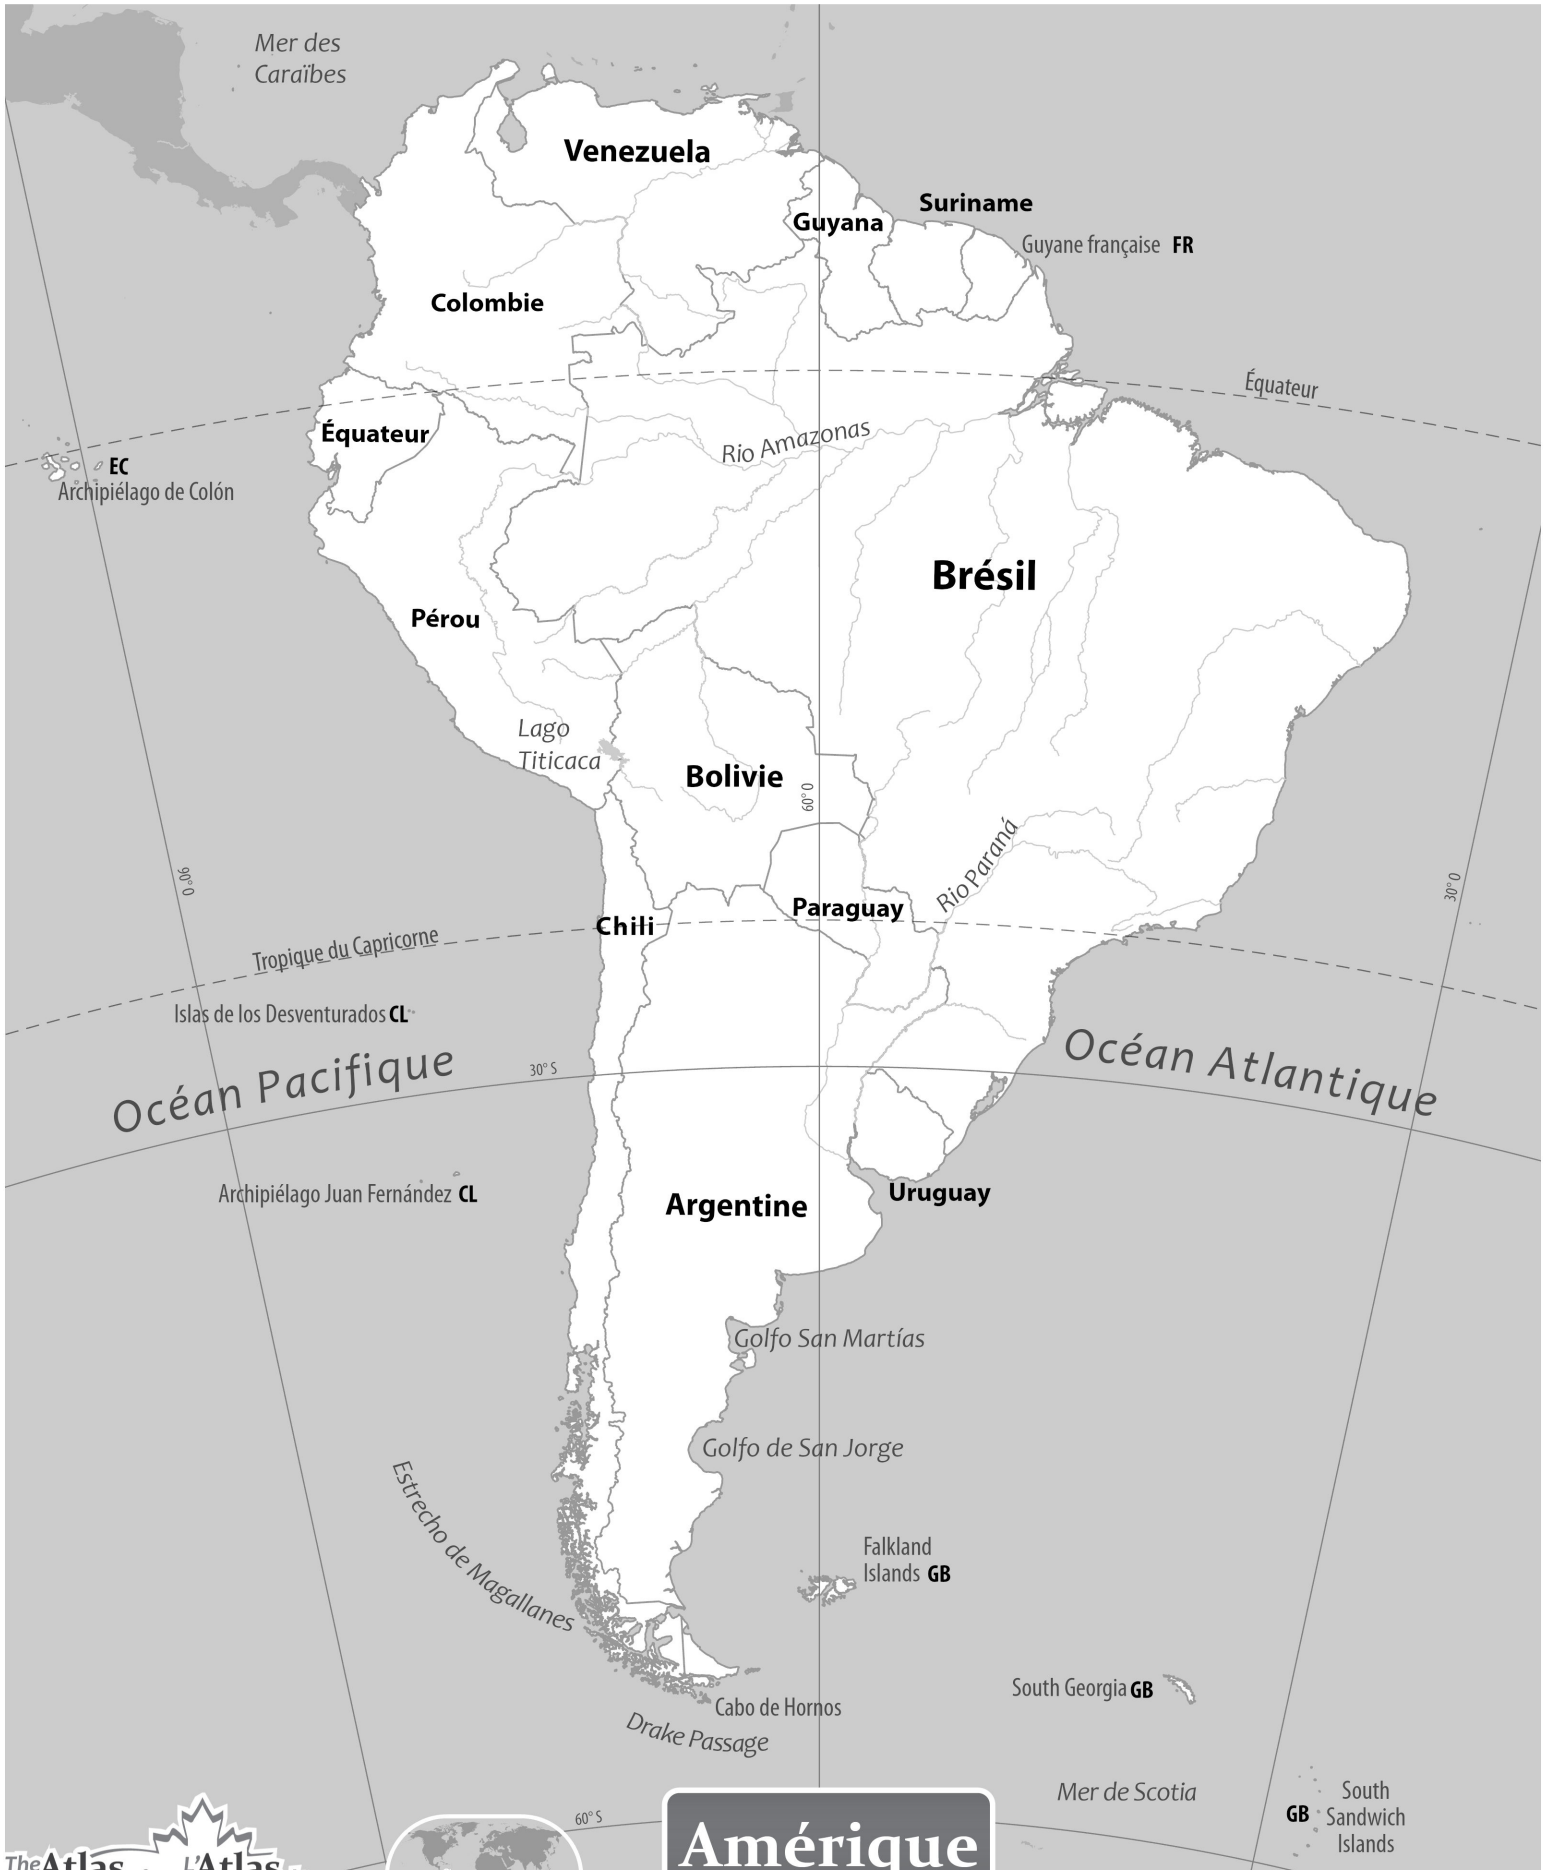 Mer des
Caraïbes
Venezuela
Suriname
Guyana
Guyane française FR
Colombie
Équateur
Équateur
Rio Amazonas
EC
Archipiélago de Colón
Brésil
Pérou
Lago
Titicaca
Bolivie
60° O
Rio Paraná
90° O
30° O
Paraguay
Chili
Tropique du Capricorne
Islas de los Desventurados CL
Océan Pacifique
30° S
Océan Atlantique
Archipiélago Juan Fernández CL
Uruguay
Argentine
Golfo San Martías
Golfo de San Jorge
Estrecho de Magallanes
Falkland
Islands GB
South Georgia GB
Cabo de Hornos
Drake Passage
Mer de Scotia
South
GB Sandwich
Islands
60° S
Amérique
The Atlas L'Atlas